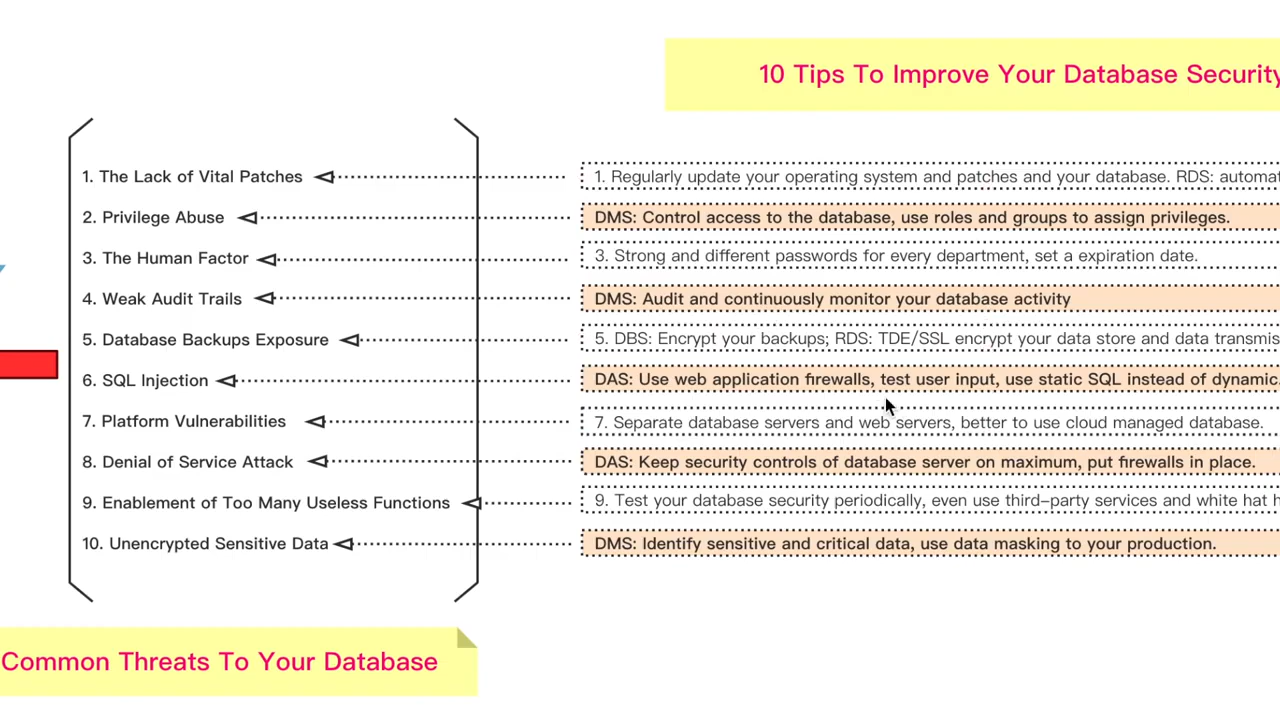 10 Tips To Improve Your Database Security
1. The Lack of Vital Patches
1. Regularly update your operating system and patches and your database. RDS:
2. Privilege Abuse
DMS: Control access to the database, use roles and groups to assign privileges.
3. The Human Factor
3. Strong and different passwords for every department, set a expiration date.
4. Weak Audit Trails
DMS: Audit and continuously monitor your database activity
5. Database Backups Exposure
5. DBS: Encrypt your backups; RDS: TDE/SSL encrypt your data store and data
6. SQL Injection
DAS: Use web application firewalls, test user input, use static SQL instead of dynamic.
7. Platform Vulnerabilities
7. Separate database servers and web servers, better to use cloud managed database.
8. Denial of Service Attack
DAS: Keep security controls of database server on maximum, put firewalls in place.
9. Enablement of Too Many Useless Functions
9. Test your database security periodically, even use third-party services and white hat
10. Unencrypted Sensitive Data
DMS: Identify sensitive and critical data, use data masking to your production.
Common Threats To Your Database